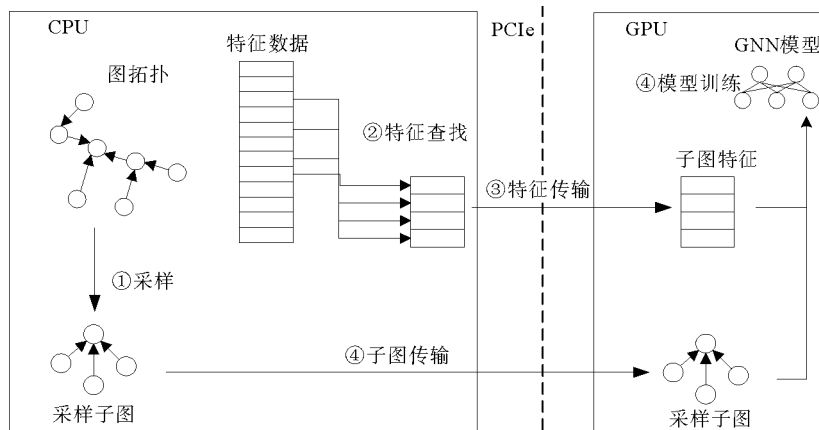 CPU
PCIe
GPU
特征数据
GNN模型
图拓扑
④模型训练
②特征查找
子图特征
③特征传输
①采样
④子图传输
采样子图
采样子图